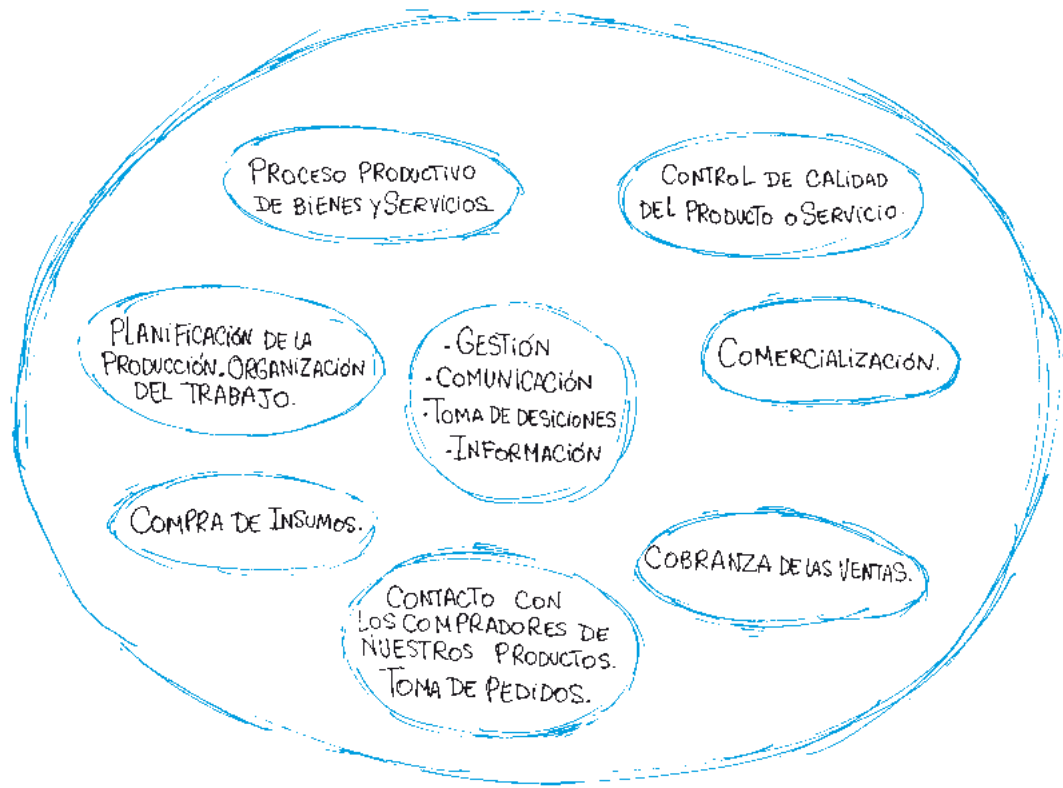 PROCESO PRODUCTIVO
DE BIENES Y SERVICIOS
CONTROL DE CALIDAD
DEL PRODUCTO O SERVICIO.
PLANIFICACIÓN DE LA
PRODUCCIÓN. ORGANIZACIÓN
DEL TRABAJO.
- GESTIÓN
- COMUNICACIÓN
- TOMA DE DESICIONES
- INFORMACIÓN
COMERCIALIZACIÓN.
COMPRA DE INSUMOS.
COBRANZA DE LAS VENTAS.
CONTACTO CON
LOS COMPRADORES DE
NUESTROS PRODUCTOS.
TOMA DE PEDIDOS.